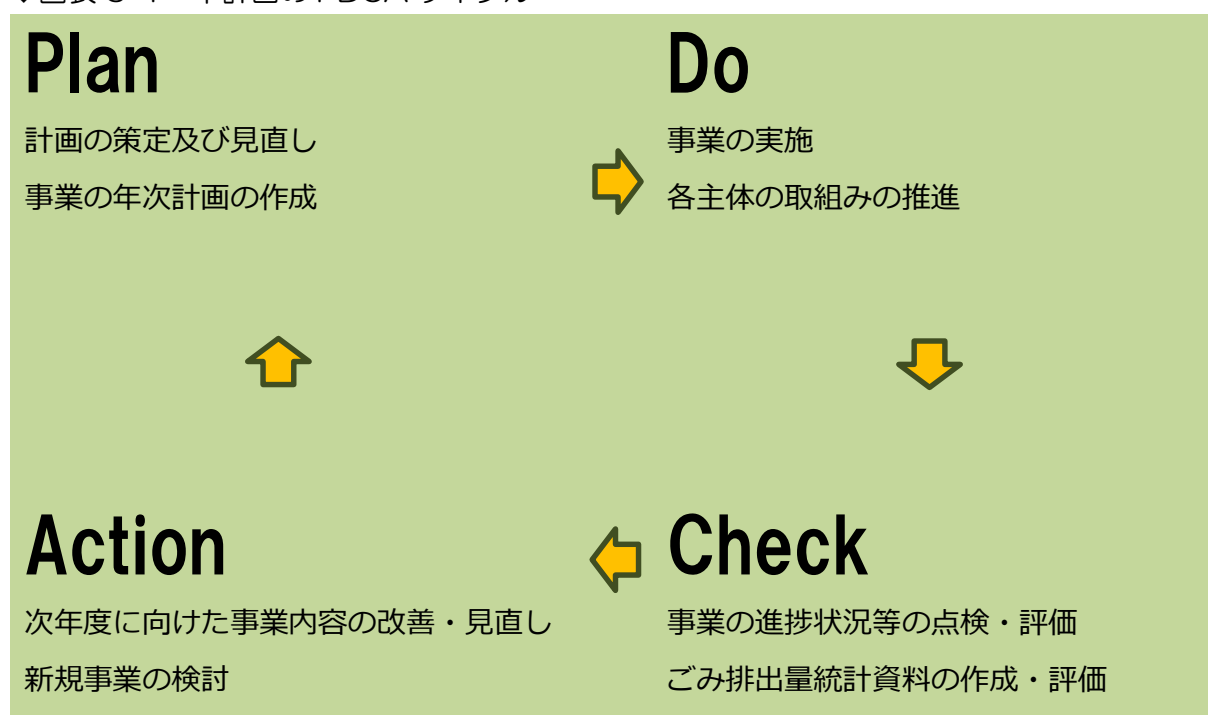 Plan
計画の策定及び見直し
事業の年次計画の作成
Do
事業の実施
各主体の取組みの推進
Action
次年度に向けた事業内容の改善・見直し
新規事業の検討
Check
事業の進捗状況等の点検・評価
ごみ排出量統計資料の作成・評価